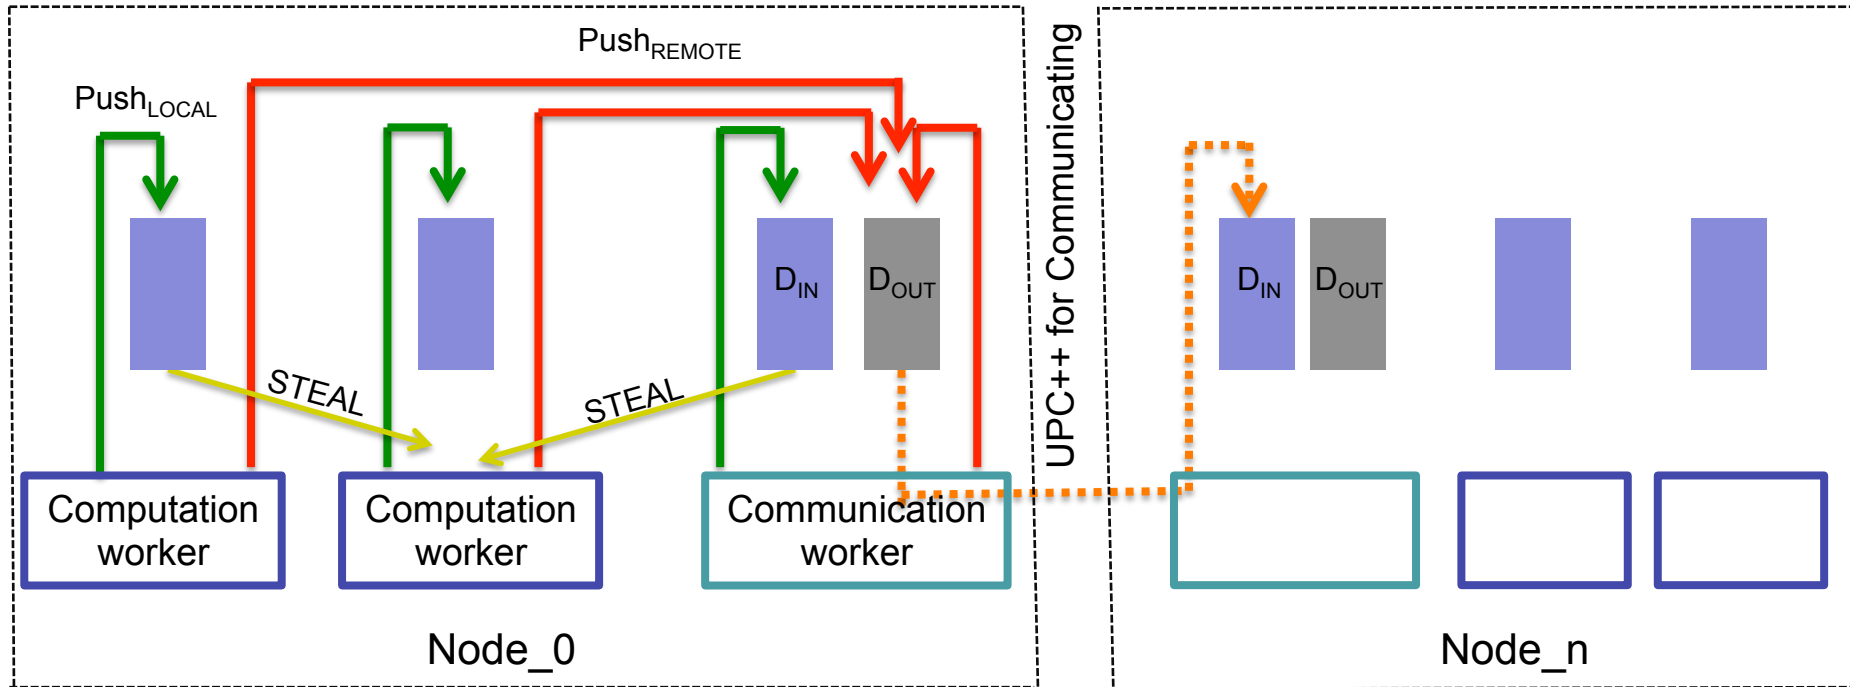 Push_REMOTE
Push_LOCAL
D_IN
D_OUT
STEAL
STEAL
Computation
worker
Computation
worker
Communication
worker
Node_0
UPC++ for Communicating
D_IN
D_OUT
Node_n